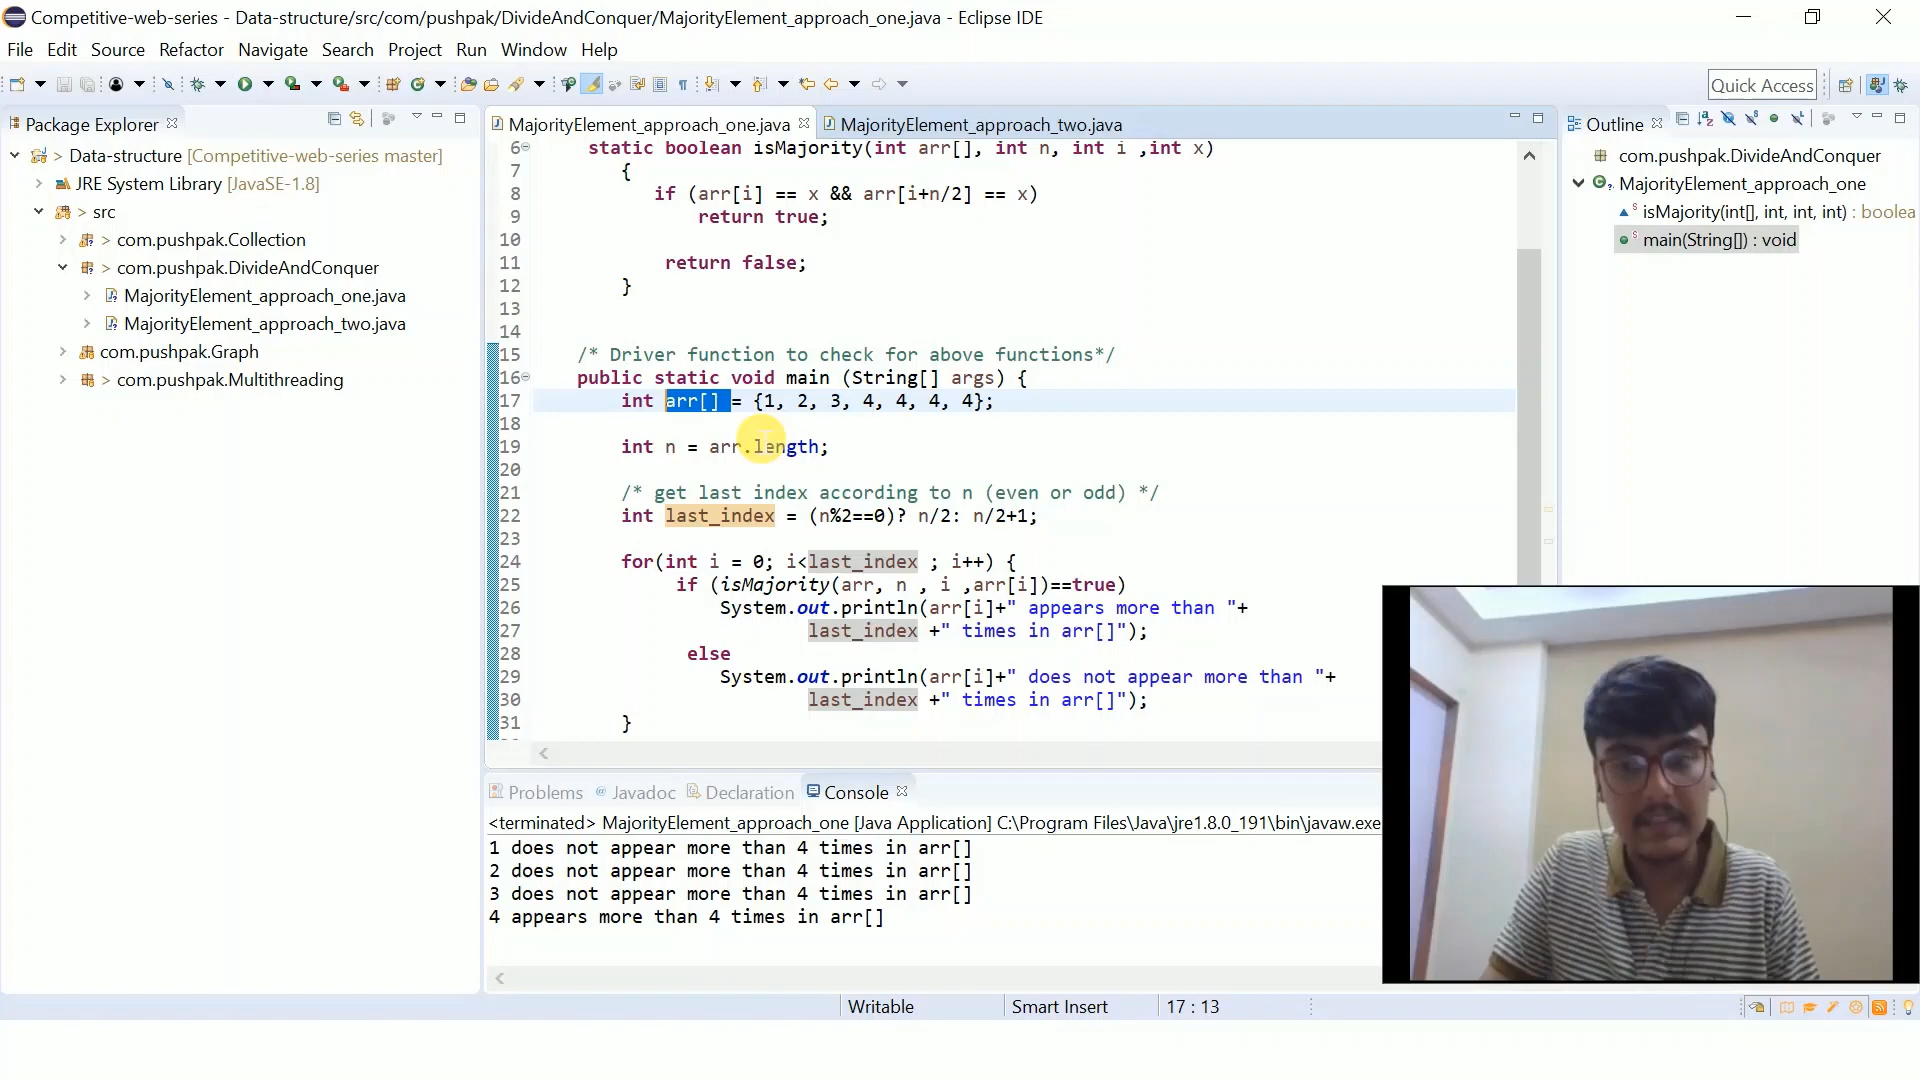 Competitive-web-series - Data-structure/src/com/pushpak/DivideAndConquer/MajorityElement_approach_one.java - Eclipse IDE
File Edit Source Refactor Navigate Search Project Run Window Help
Quick Access
Package Explorer
> Data-structure [Competitive-web-series master]
JRE System Library [JavaSE-1.8]
> src
> com.pushpak.Collection
> com.pushpak.DivideAndConquer
MajorityElement_approach_one.java
MajorityElement_approach_two.java
com.pushpak.Graph
> com.pushpak.Multithreading
MajorityElement_approach_one.java MajorityElement_approach_two.java
6 static boolean isMajority(int arr[], int n, int i ,int x)
7 {
8 if (arr[i] == x && arr[i+n/2] == x)
9 return true;
10
11 return false;
12 }
13
14
15 /* Driver function to check for above functions*/
16 public static void main (String[] args) {
17 int arr[] = {1, 2, 3, 4, 4, 4, 4};
18
19 int n = arr.length;
20
21 /* get last index according to n (even or odd) */
22 int last_index = (n%2==0)? n/2: n/2+1;
23
24 for(int i = 0; i<last_index ; i++) {
25 if (isMajority(arr, n , i ,arr[i])==true)
26 System.out.println(arr[i]+" appears more than "+
27 last_index +" times in arr[]");
28 else
29 System.out.println(arr[i]+" does not appear more than "+
30 last_index +" times in arr[]");
31 }
Outline
com.pushpak.DivideAndConquer
MajorityElement_approach_one
isMajority(int[], int, int, int) : boolea
main(String[]) : void
Problems @ Javadoc Declaration Console
<terminated> MajorityElement_approach_one [Java Application] C:\Program Files\Java\jre1.8.0_191\bin\javaw.exe
1 does not appear more than 4 times in arr[]
2 does not appear more than 4 times in arr[]
3 does not appear more than 4 times in arr[]
4 appears more than 4 times in arr[]
Writable Smart Insert 17 : 13